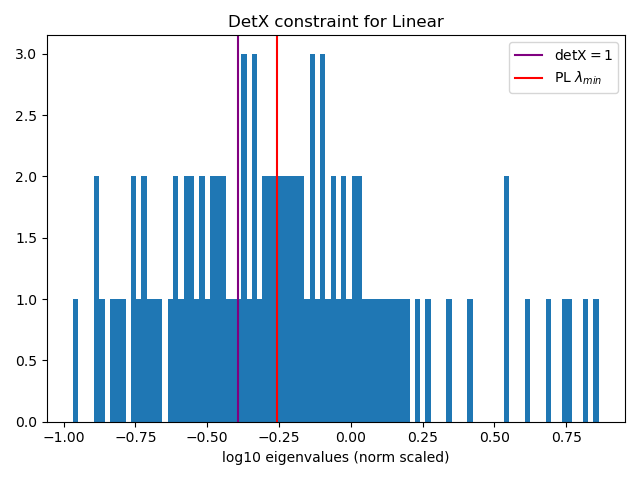 DetX constraint for Linear
detX = 1
PL λmin
3.0
2.5
2.0
1.5
1.0
0.5
0.0
−1.00 −0.75 −0.50 −0.25 0.00 0.25 0.50 0.75
log10 eigenvalues (norm scaled)